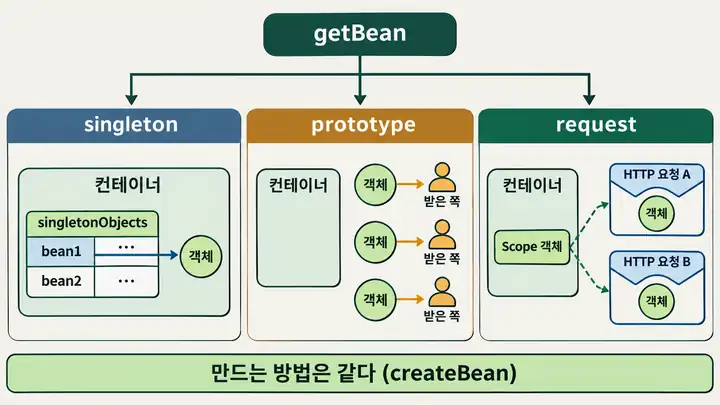 getBean
singleton
컨테이너
singletonObjects
bean1
...
bean2
...
객체
prototype
컨테이너
객체
받은 쪽
객체
받은 쪽
객체
받은 쪽
request
컨테이너
Scope 객체
HTTP 요청 A
객체
HTTP 요청 B
객체
만드는 방법은 같다 (createBean)